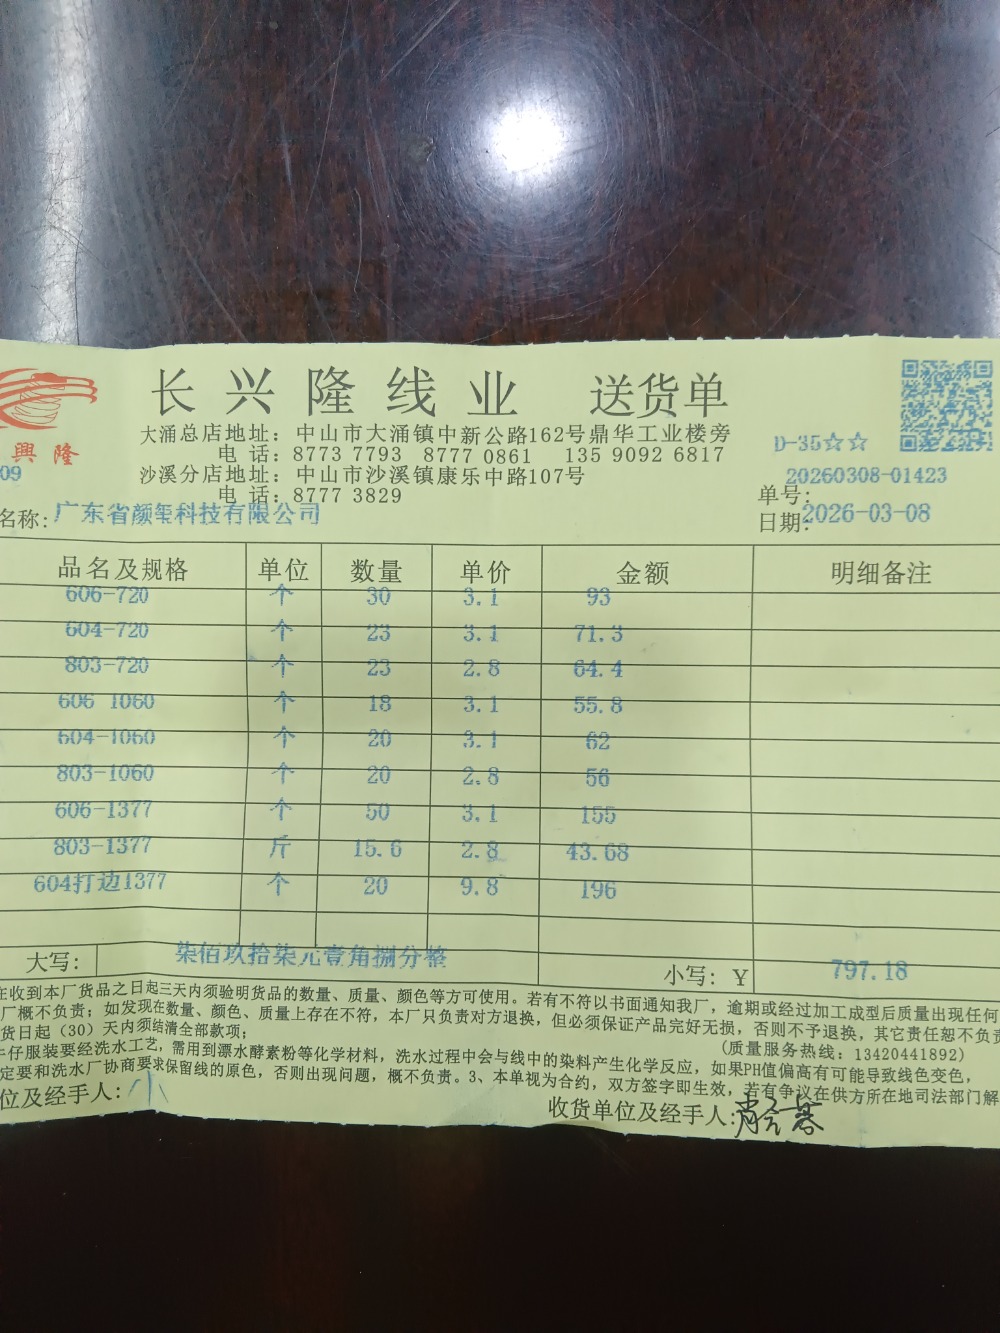 长兴隆线业 送货单
興隆
大涌总店地址：中山市大涌镇中新公路162号鼎华工业楼旁
电 话：8773 7793 8777 0861 135 9092 6817
D-35☆☆
09
沙溪分店地址：中山市沙溪镇康乐中路107号
电 话：8777 3829
单号：20260308-01423
名称：广东省颜玺科技有限公司
日期：2026-03-08
品名及规格 单位 数量 单价 金额 明细备注
606-720 个 30 3.1 93
604-720 个 23 3.1 71.3
803-720 个 23 2.8 64.4
606 1060 个 18 3.1 55.8
604-1060 个 20 3.1 62
803-1060 个 20 2.8 56
606-1377 个 50 3.1 155
803-1377 斤 15.6 2.8 43.68
604打边1377 个 20 9.8 196
大写：柒佰玖拾柒元壹角捌分整 小写：￥ 797.18
在收到本厂货品之日起三天内须验明货品的数量、质量、颜色等方可使用。若有不符以书面通知我厂，逾期或经过加工成型后质量出现任何
厂概不负责；如发现在数量、颜色、质量上存在不符，本厂只负责对方退换，但必须保证产品完好无损，否则不予退换，其它责任恕不负责
货日起（30）天内须结清全部款项；
(质量服务热线：13420441892)
牛仔服装要经洗水工艺，需用到漂水酵素粉等化学材料，洗水过程中会与线中的染料产生化学反应，如果PH值偏高有可能导致线色变色，
定要和洗水厂协商要求保留线的原色，否则出现问题，概不负责。3、本单视为合约，双方签字即生效，若有争议在供方所在地司法部门解
位及经手人：
收货单位及经手人：